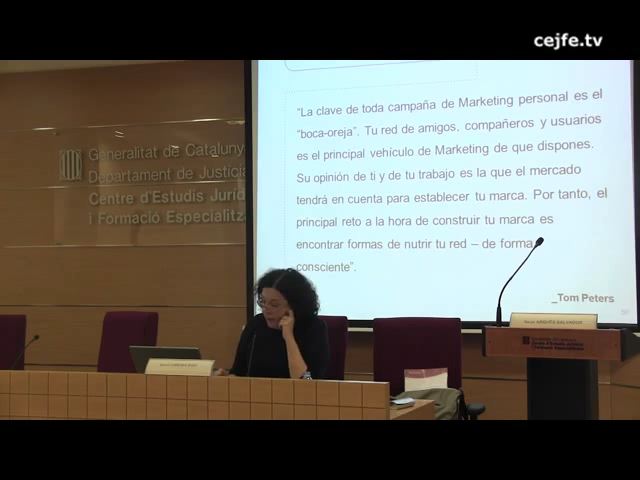 cejfe.tv
“La clave de toda campaña de Marketing personal es el
“boca-oreja”. Tu red de amigos, compañeros y usuarios
es el principal vehículo de Marketing de que dispones.
Su opinión de ti y de tu trabajo es la que el mercado
tendrá en cuenta para establecer tu marca. Por tanto, el
principal reto a la hora de construir tu marca es
encontrar formas de nutrir tu red – de forma
consciente”.
_Tom Peters
Generalitat de Catalunya
Departament de Justícia
Centre d'Estudis Juríd
i Formació Especialitza